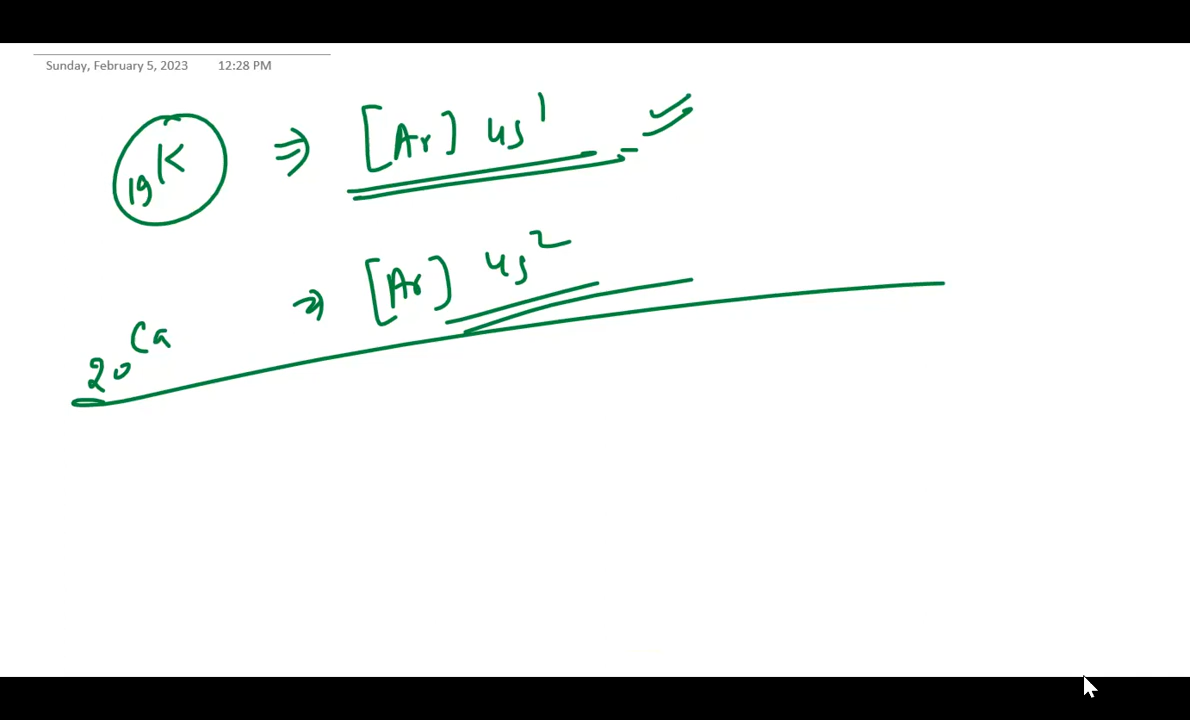 Sunday, February 5, 2023 12:28 PM
₁₉K ⇒ [Ar] 4s¹
₂₀Ca ⇒ [Ar] 4s²